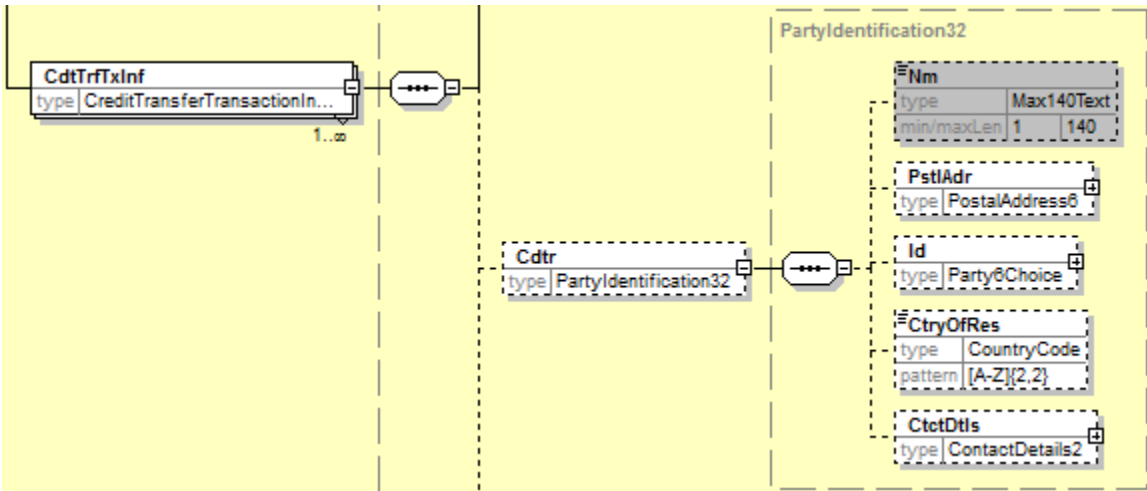 PartyIdentification32
CdtTrfTxInf
type CreditTransferTransactionIn...
1..∞
Nm
type Max140Text
min/maxLen 1 140
PstlAdr
type PostalAddress6
Cdtr
type PartyIdentification32
Id
type Party6Choice
CtryOfRes
type CountryCode
pattern [A-Z]{2,2}
CtctDtls
type ContactDetails2